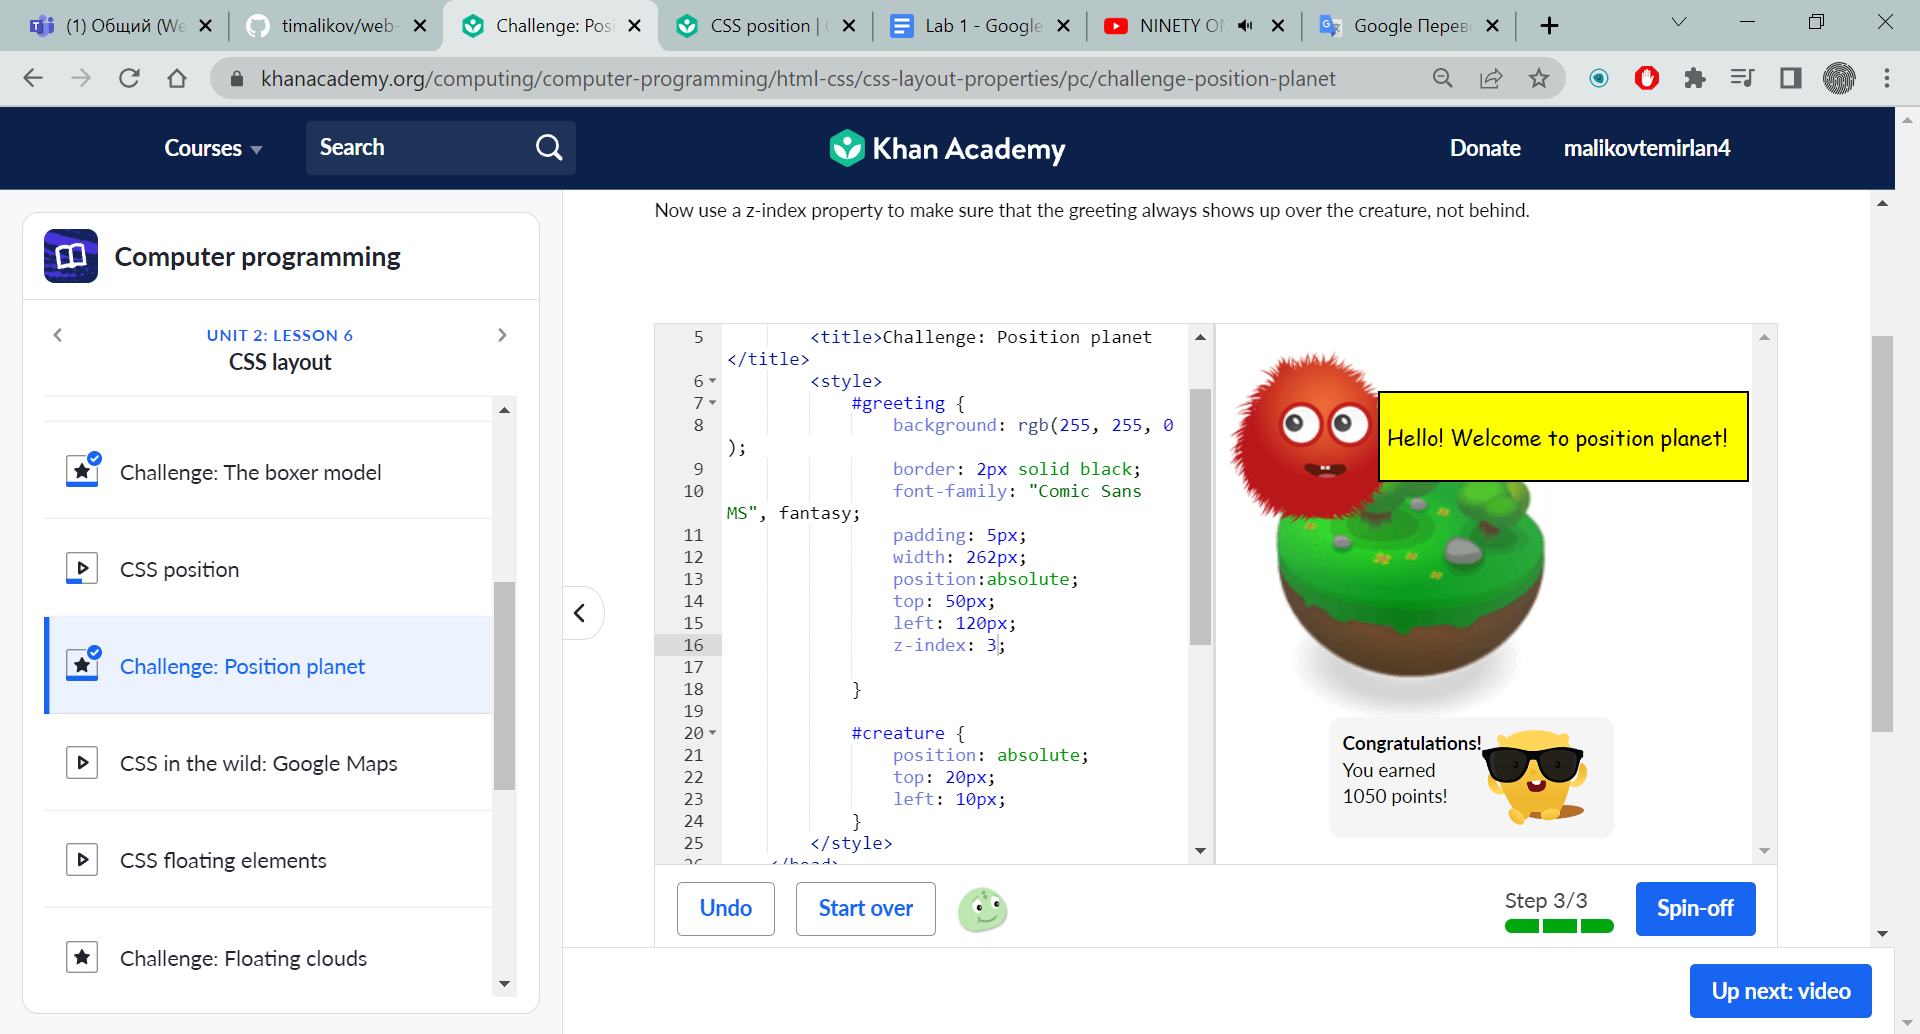 (1) Общий (We
timalikov/web-
Challenge: Pos
CSS position |
Lab 1 - Google
NINETY O
Google Перев
khanacademy.org/computing/computer-programming/html-css/css-layout-properties/pc/challenge-position-planet
Courses
Search
Khan Academy
Donate
malikovtemirlan4
Computer programming
UNIT 2: LESSON 6
CSS layout
Challenge: The boxer model
CSS position
Challenge: Position planet
CSS in the wild: Google Maps
CSS floating elements
Challenge: Floating clouds
Now use a z-index property to make sure that the greeting always shows up over the creature, not behind.
5 <title>Challenge: Position planet
</title>
6 <style>
7 #greeting {
8 background: rgb(255, 255, 0
);
9 border: 2px solid black;
10 font-family: "Comic Sans
MS", fantasy;
11 padding: 5px;
12 width: 262px;
13 position:absolute;
14 top: 50px;
15 left: 120px;
16 z-index: 3;
17
18 }
19
20 #creature {
21 position: absolute;
22 top: 20px;
23 left: 10px;
24 }
25 </style>
26 </head>
Hello! Welcome to position planet!
Congratulations!
You earned
1050 points!
Undo
Start over
Step 3/3
Spin-off
Up next: video